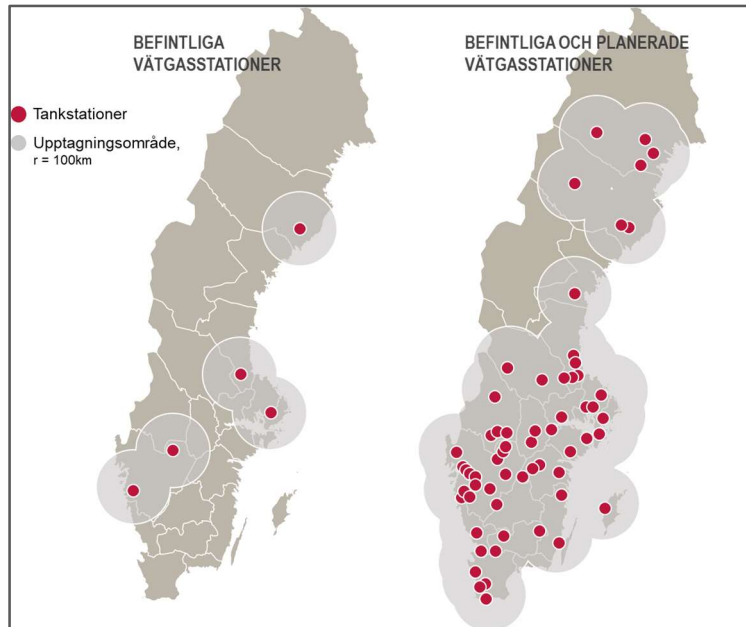 BEFINTLIGA
VÄTGASSTATIONER
BEFINTLIGA OCH PLANERADE
VÄTGASSTATIONER
Tankstationer
Upptagningsområde,
r = 100km